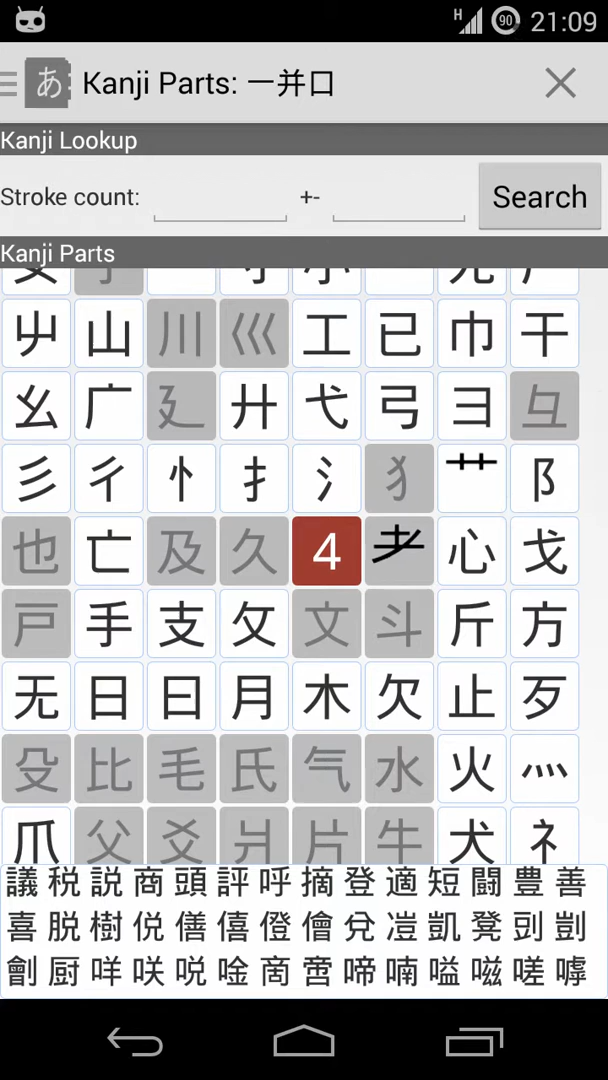 H 90 21:09
あ Kanji Parts: 一并口
Kanji Lookup
Stroke count: +- Search
Kanji Parts
屮 山 川 巛 工 已 巾 干
幺 广 廴 廾 弋 弓 ヨ 彑
彡 彳 忄 扌 氵 犭 艹 阝
也 亡 及 久 4 耂 心 戈
戸 手 支 攵 文 斗 斤 方
无 日 曰 月 木 欠 止 歹
殳 比 毛 氏 气 水 火 灬
爪 父 爻 爿 片 牛 犬 礻
議 税 説 商 頭 評 呼 摘 登 適 短 闘 豊 善
喜 脱 樹 侻 僐 僖 僜 儈 兌 凒 凱 凳 剅 剴
劊 厨 咩 咲 哾 唫 啇 啻 啼 喃 嗌 嗞 嗟 嘑